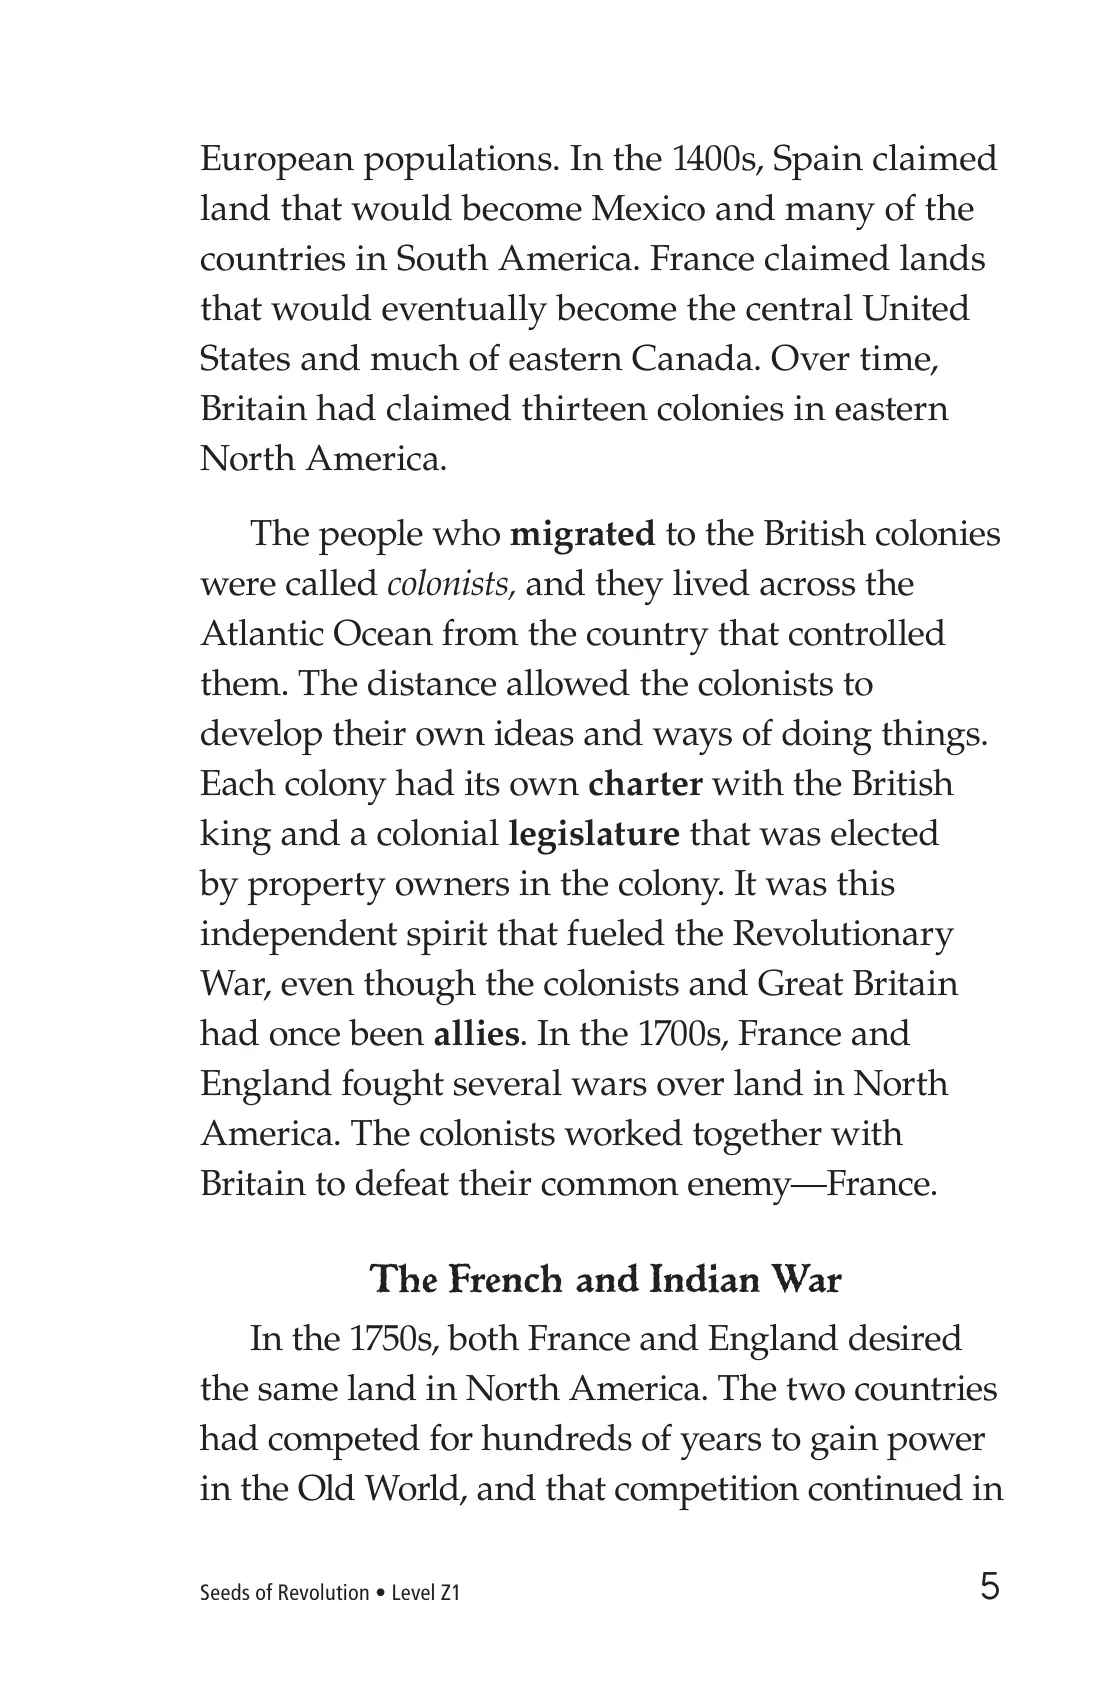 European populations. In the 1400s, Spain claimed
land that would become Mexico and many of the
countries in South America. France claimed lands
that would eventually become the central United
States and much of eastern Canada. Over time,
Britain had claimed thirteen colonies in eastern
North America.
The people who migrated to the British colonies
were called colonists, and they lived across the
Atlantic Ocean from the country that controlled
them. The distance allowed the colonists to
develop their own ideas and ways of doing things.
Each colony had its own charter with the British
king and a colonial legislature that was elected
by property owners in the colony. It was this
independent spirit that fueled the Revolutionary
War, even though the colonists and Great Britain
had once been allies. In the 1700s, France and
England fought several wars over land in North
America. The colonists worked together with
Britain to defeat their common enemy—France.
The French and Indian War
In the 1750s, both France and England desired
the same land in North America. The two countries
had competed for hundreds of years to gain power
in the Old World, and that competition continued in
Seeds of Revolution • Level Z1
5